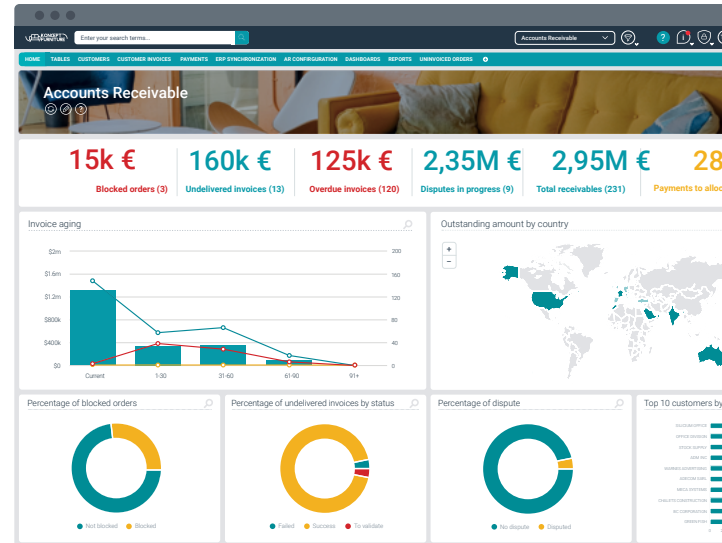 KONCEPT
FURNITURE
Enter your search terms...
Accounts Receivable
HOME TABLES CUSTOMERS CUSTOMER INVOICES PAYMENTS ERP SYNCHRONIZATION AR CONFIRGURATION DASHBOARDS REPORTS UNINVOICED ORDERS
Accounts Receivable
15k € 160k € 125k € 2,35M € 2,95M € 28
Blocked orders (3) Undelivered invoices (13) Overdue invoices (120) Disputes in progress (9) Total receivables (231) Payments to alloc
Invoice aging
$2m 200
$1.6m 160
$1.2m 120
$800k 80
$400k 40
$0 0
Current 1-30 31-60 61-90 91+
Outstanding amount by country
+
−
Percentage of blocked orders
Not blocked Blocked
Percentage of undelivered invoices by status
Failed Success To validate
Percentage of dispute
No dispute Disputed
Top 10 customers by